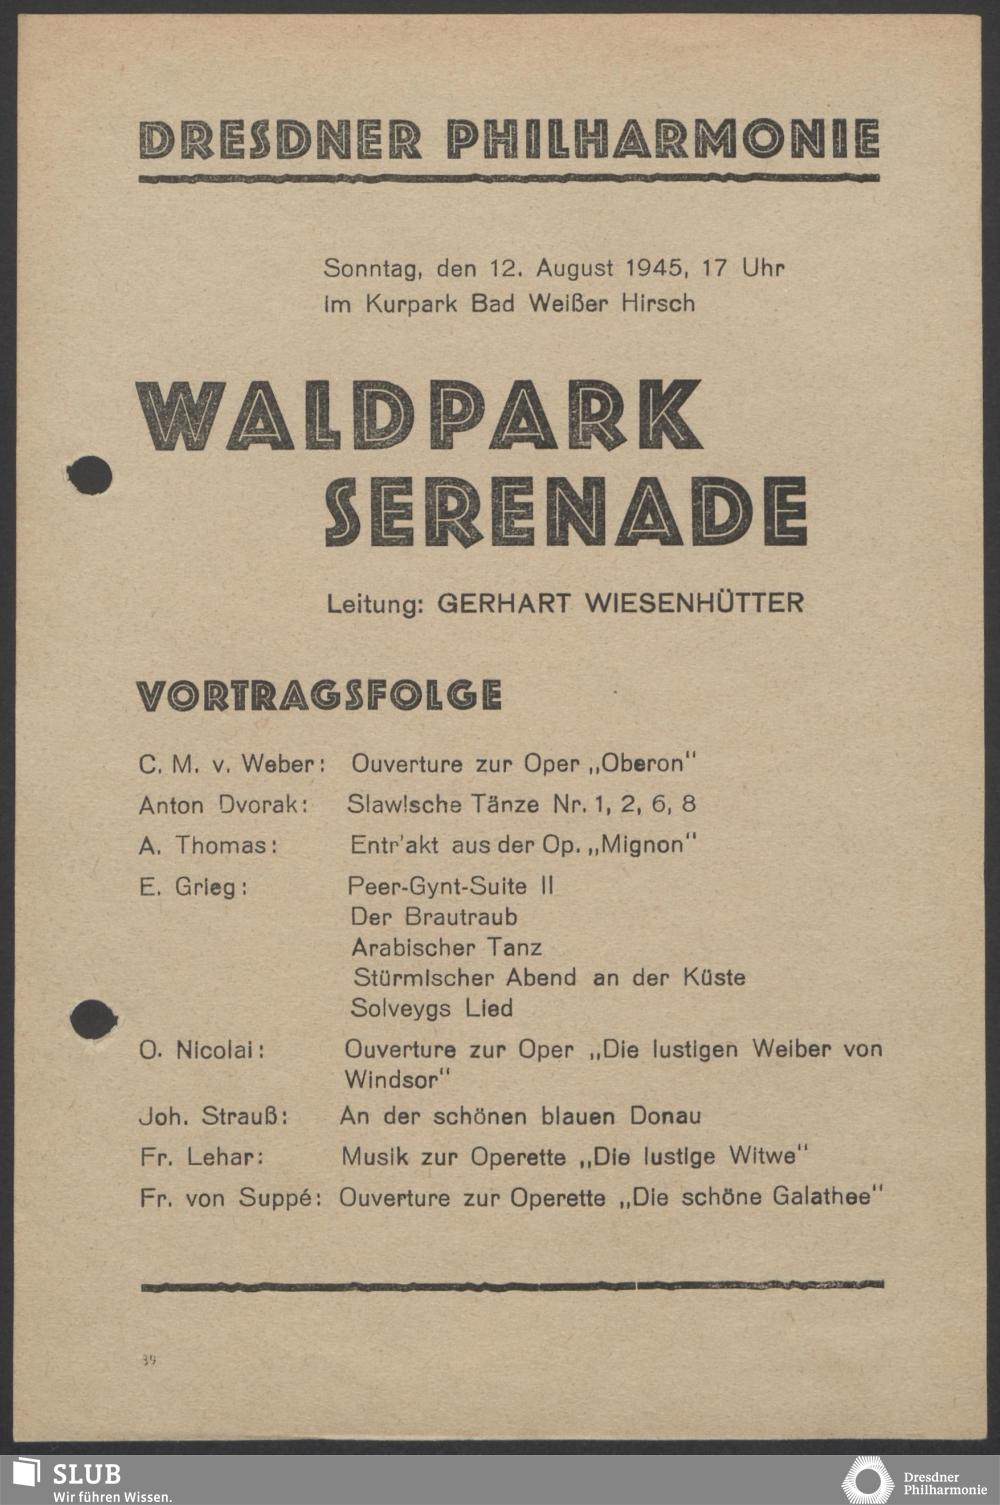 DRESDNER PHILHARMONIE
Sonntag, den 12. August 1945, 17 Uhr
im Kurpark Bad Weißer Hirsch
WALDPARK
SERENADE
Leitung: GERHART WIESENHÜTTER
VORTRAGSFOLGE
C. M. v. Weber: Ouverture zur Oper „Oberon"
Anton Dvorak: Slawische Tänze Nr. 1, 2, 6, 8
A. Thomas: Entr'akt aus der Op. „Mignon"
E. Grieg: Peer-Gynt-Suite II
Der Brautraub
Arabischer Tanz
Stürmischer Abend an der Küste
Solveygs Lied
O. Nicolai: Ouverture zur Oper „Die lustigen Weiber von
Windsor"
Joh. Strauß: An der schönen blauen Donau
Fr. Lehar: Musik zur Operette „Die lustige Witwe"
Fr. von Suppé: Ouverture zur Operette „Die schöne Galathee"
39
SLUB
Wir führen Wissen.
Dresdner
Philharmonie